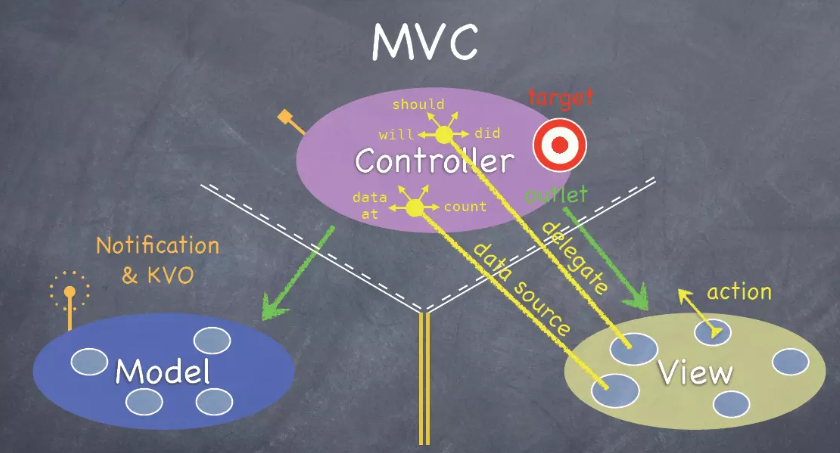 MVC
target
should
will
did
Controller
data
at
count
outlet
delegate
data source
Notification
& KVO
action
Model
View